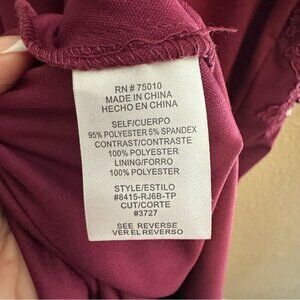 RN # 75010
MADE IN CHINA
HECHO EN CHINA
SELF/CUERPO
95% POLYESTER 5% SPANDEX
CONTRAST/CONTRASTE
100% POLYESTER
LINING/FORRO
100% POLYESTER
STYLE/ESTILO
#8415-RJ6B-TP
CUT/CORTE
#3727
SEE REVERSE
VER EL REVERSO